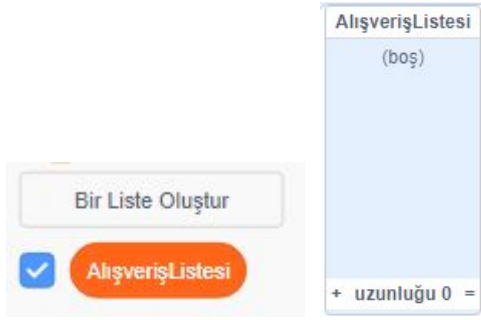 Bir Liste Oluştur
AlışverişListesi
AlışverişListesi
(boş)
+ uzunluğu 0 =